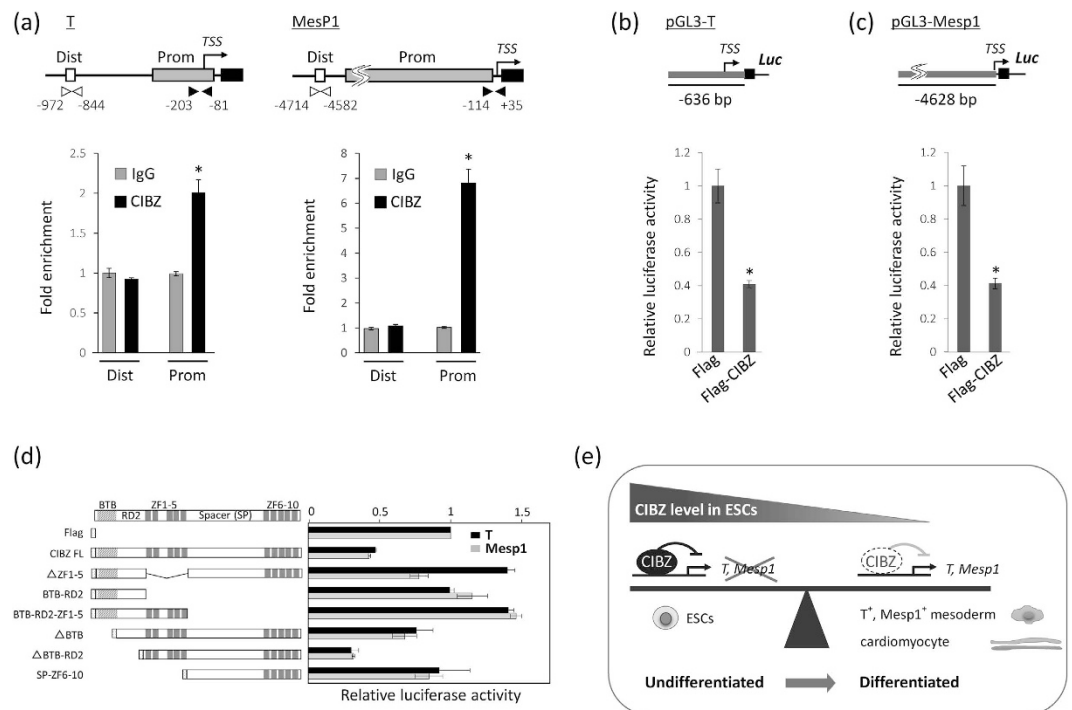 (a)
T
Dist
Prom
TSS
-972
-844
-203
-81
MesP1
Dist
Prom
TSS
-4714
-4582
-114
+35
Fold enrichment
2.5
2
1.5
1
0.5
0
IgG
CIBZ
*
Dist
Prom
Fold enrichment
8
7
6
5
4
3
2
1
0
IgG
CIBZ
*
Dist
Prom
(b)
pGL3-T
TSS
Luc
-636 bp
Relative luciferase activity
1.2
1
0.8
0.6
0.4
0.2
0
*
Flag
Flag-CIBZ
(c)
pGL3-Mesp1
TSS
Luc
-4628 bp
Relative luciferase activity
1.2
1
0.8
0.6
0.4
0.2
0
*
Flag
Flag-CIBZ
(d)
BTB
RD2
ZF1-5
Spacer (SP)
ZF6-10
Flag
CIBZ FL
△ZF1-5
BTB-RD2
BTB-RD2-ZF1-5
△BTB
△BTB-RD2
SP-ZF6-10
0 0.5 1 1.5
T
Mesp1
Relative luciferase activity
(e)
CIBZ level in ESCs
CIBZ
T, Mesp1
CIBZ
T, Mesp1
ESCs
T⁺, Mesp1⁺ mesoderm
cardiomyocyte
Undifferentiated
Differentiated